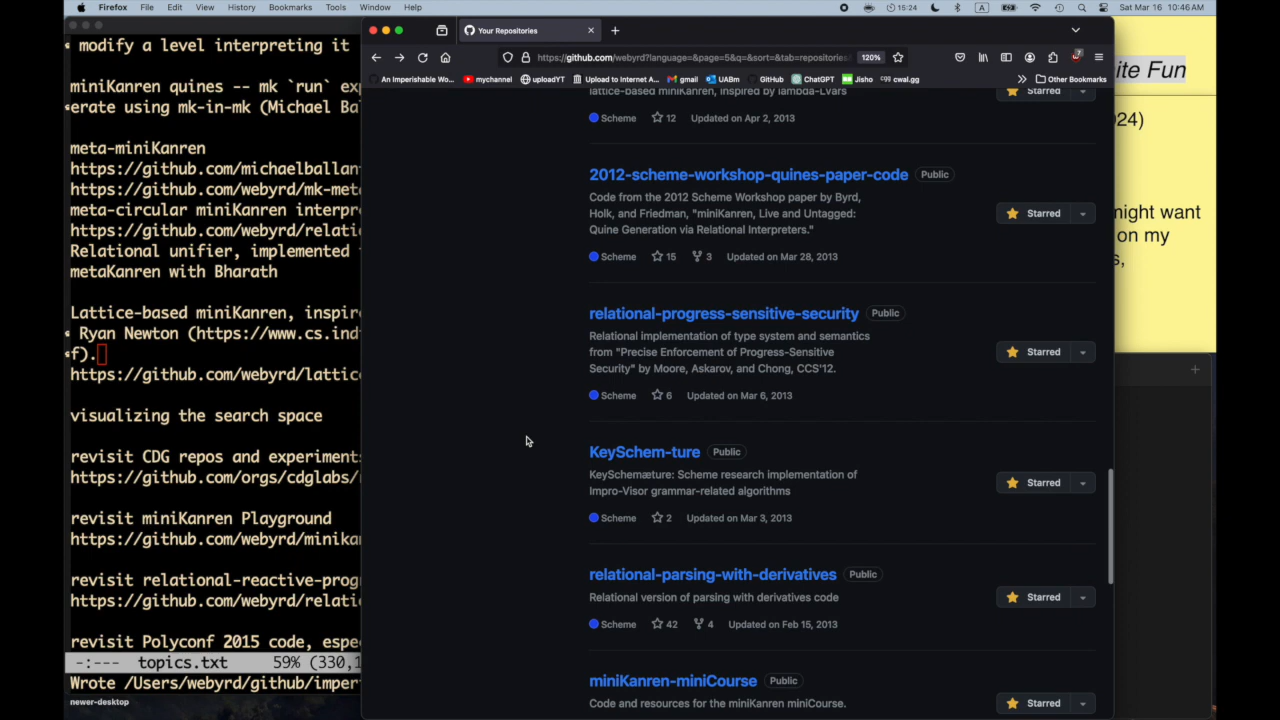 Firefox File Edit View History Bookmarks Tools Window Help
15:24 A Sat Mar 16 10:46 AM
modify a level interpreting it
miniKanren quines -- mk `run` exp
erate using mk-in-mk (Michael Bal
meta-miniKanren
https://github.com/michaelballan
https://github.com/webyrd/mk-meta
meta-circular miniKanren interpre
https://github.com/webyrd/relatio
Relational unifier, implemented
metaKanren with Bharath
Lattice-based miniKanren, inspire
Ryan Newton (https://www.cs.ind
f).
https://github.com/webyrd/lattic
visualizing the search space
revisit CDG repos and experiments
https://github.com/orgs/cdglabs/
revisit miniKanren Playground
https://github.com/webyrd/minika
revisit relational-reactive-prog
https://github.com/webyrd/relatio
revisit Polyconf 2015 code, espe
-:--- topics.txt 59% (330,1
Wrote /Users/webyrd/github/imper
newer-desktop
Your Repositories
https://github.com/webyrd?language=&page=5&q=&sort=&tab=repositories
120%
An Imperishable Wo... mychannel uploadYT Upload to Internet A... gmail UABm GitHub ChatGPT Jisho cwal.gg Other Bookmarks
lattice-based miniKanren, inspired by lambda-LVars
Starred
Scheme 12 Updated on Apr 2, 2013
2012-scheme-workshop-quines-paper-code Public
Code from the 2012 Scheme Workshop paper by Byrd,
Holk, and Friedman, "miniKanren, Live and Untagged:
Quine Generation via Relational Interpreters."
Starred
Scheme 15 3 Updated on Mar 28, 2013
relational-progress-sensitive-security Public
Relational implementation of type system and semantics
from "Precise Enforcement of Progress-Sensitive
Security" by Moore, Askarov, and Chong, CCS'12.
Starred
Scheme 6 Updated on Mar 6, 2013
KeySchem-ture Public
KeySchemæture: Scheme research implementation of
Impro-Visor grammar-related algorithms
Starred
Scheme 2 Updated on Mar 3, 2013
relational-parsing-with-derivatives Public
Relational version of parsing with derivatives code
Starred
Scheme 42 4 Updated on Feb 15, 2013
miniKanren-miniCourse Public
Code and resources for the miniKanren miniCourse.
Starred
ite Fun
24)
might want
on my
s,